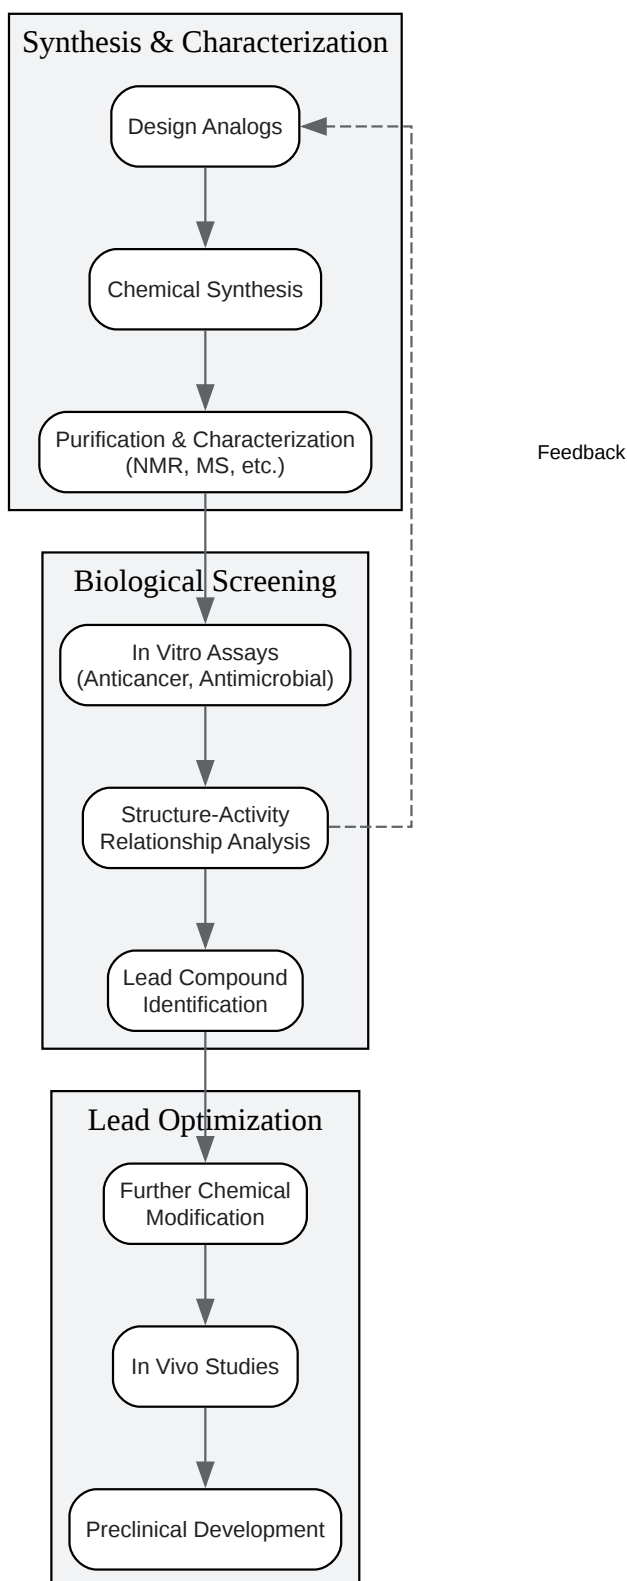 Synthesis & Characterization
Design Analogs
Chemical Synthesis
Purification & Characterization
(NMR, MS, etc.)
Feedback
Biological Screening
In Vitro Assays
(Anticancer, Antimicrobial)
Structure-Activity
Relationship Analysis
Lead Compound
Identification
Lead Optimization
Further Chemical
Modification
In Vivo Studies
Preclinical Development